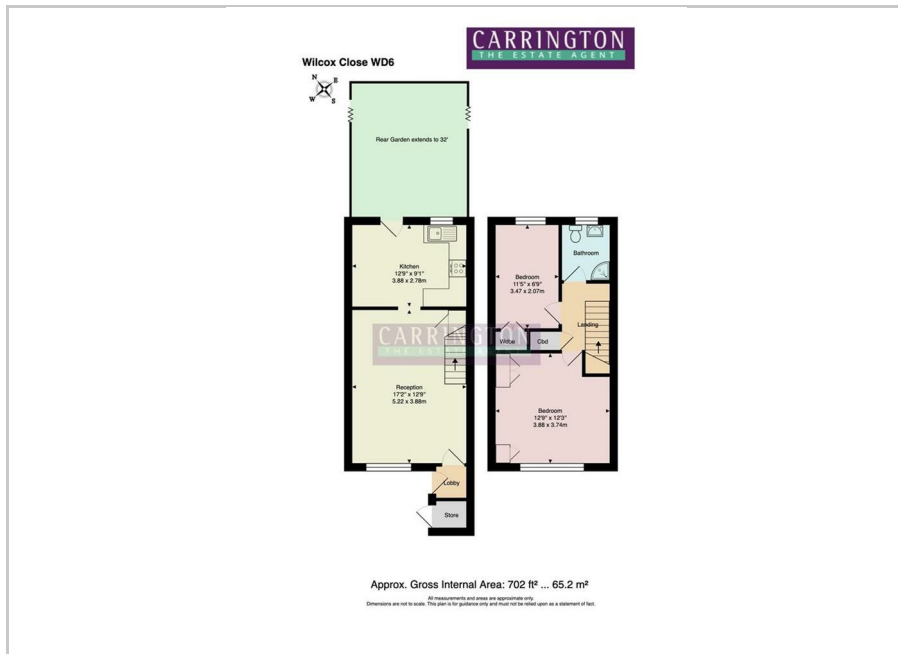 CARRINGTON
THE ESTATE AGENT
Wilcox Close WD6
N
E
W
S
Rear Garden extends to 32'
Kitchen
12'9" x 9'1"
3.88 x 2.78m
Bedroom
11'5" x 6'9"
3.47 x 2.07m
Bathroom
Landing
CARRINGTON
THE ESTATE AGENT
Wdbe
Cbd
Reception
17'2" x 12'9"
5.22 x 3.88m
Bedroom
12'9" x 12'3"
3.88 x 3.74m
Lobby
Store
Approx. Gross Internal Area: 702 ft² ... 65.2 m²
All measurements and areas are approximate only.
Dimensions are not to scale. This plan is for guidance only and must not be relied upon as a statement of fact.